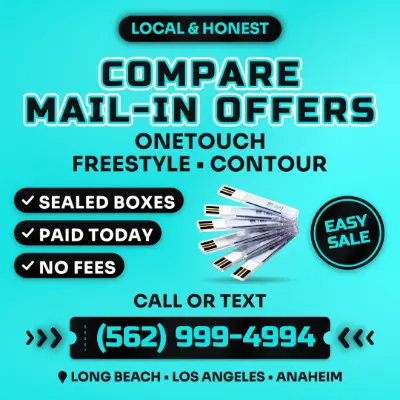 LOCAL & HONEST
COMPARE
MAIL-IN OFFERS
ONETOUCH
FREESTYLE • CONTOUR
SEALED BOXES
PAID TODAY
NO FEES
EASY
SALE
CALL OR TEXT
(562) 999-4994
LONG BEACH • LOS ANGELES • ANAHEIM